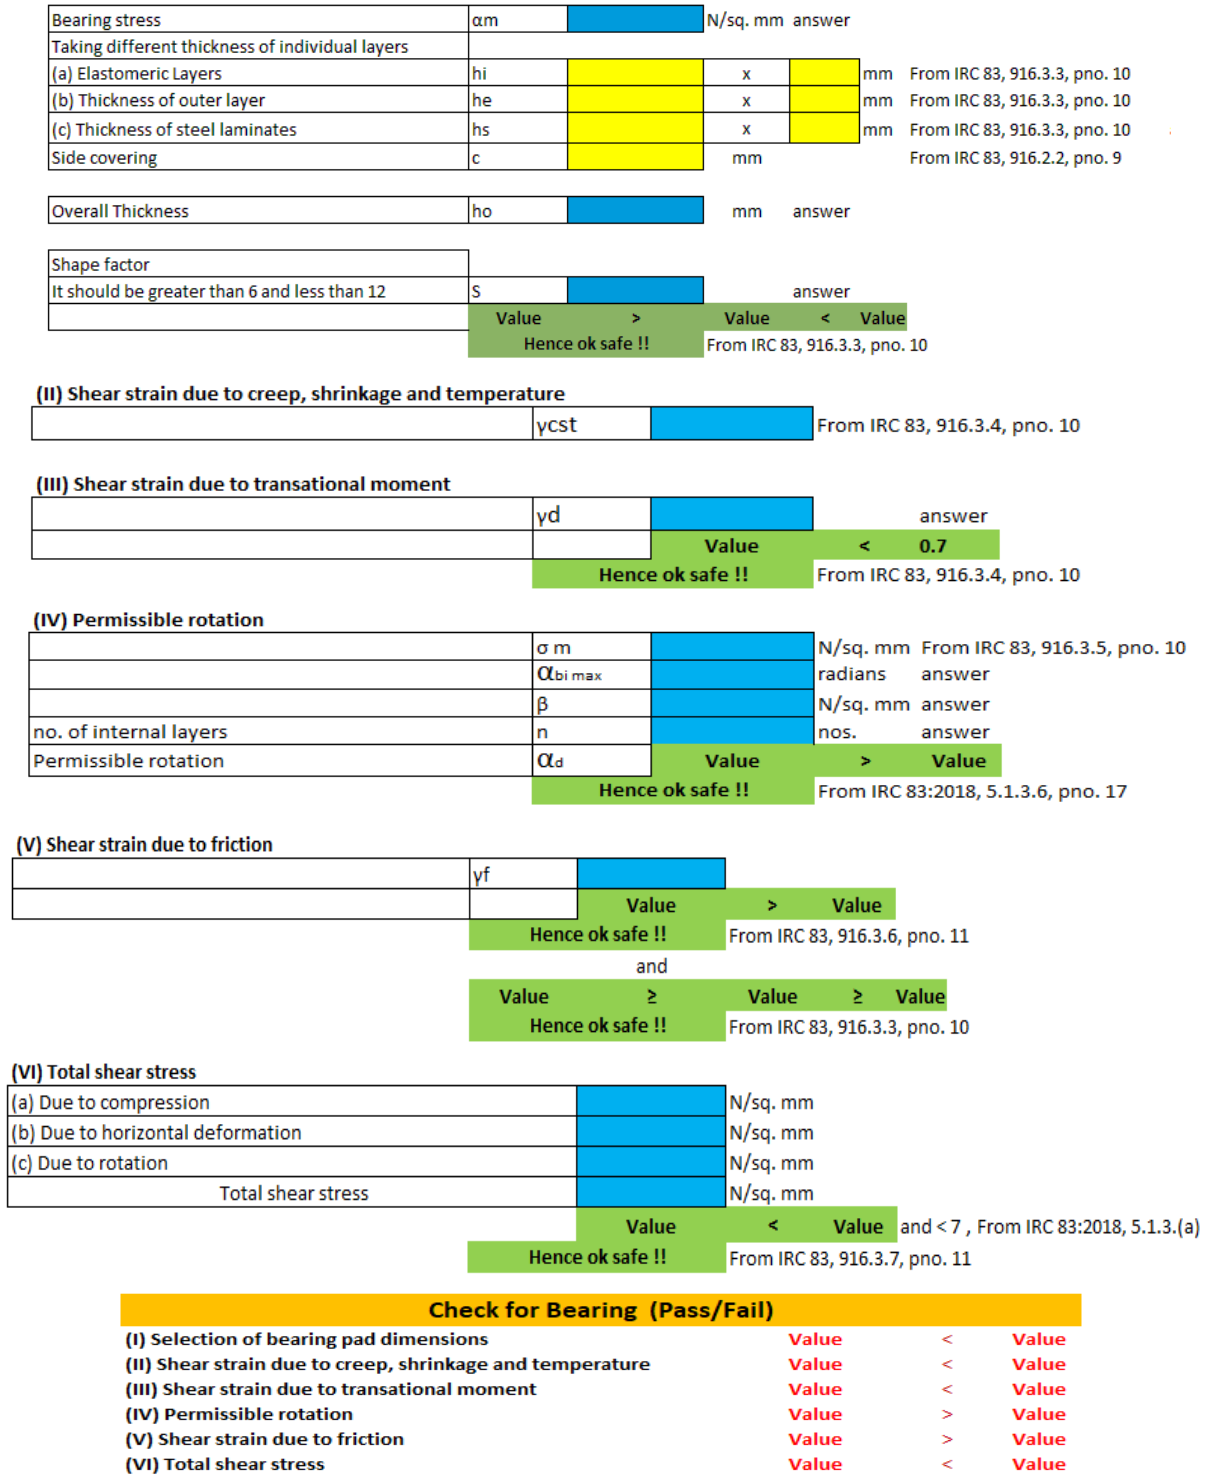 Bearing stress αm N/sq. mm answer
Taking different thickness of individual layers
(a) Elastomeric Layers hi x mm From IRC 83, 916.3.3, pno. 10
(b) Thickness of outer layer he x mm From IRC 83, 916.3.3, pno. 10
(c) Thickness of steel laminates hs x mm From IRC 83, 916.3.3, pno. 10
Side covering c mm From IRC 83, 916.2.2, pno. 9
Overall Thickness ho mm answer
Shape factor
It should be greater than 6 and less than 12 S answer
Value > Value < Value
Hence ok safe !! From IRC 83, 916.3.3, pno. 10
(II) Shear strain due to creep, shrinkage and temperature
γcst From IRC 83, 916.3.4, pno. 10
(III) Shear strain due to transational moment
γd answer
Value < 0.7
Hence ok safe !! From IRC 83, 916.3.4, pno. 10
(IV) Permissible rotation
σ m N/sq. mm From IRC 83, 916.3.5, pno. 10
αbi max radians answer
β N/sq. mm answer
no. of internal layers n nos. answer
Permissible rotation αd Value > Value
Hence ok safe !! From IRC 83:2018, 5.1.3.6, pno. 17
(V) Shear strain due to friction
γf
Value > Value
Hence ok safe !! From IRC 83, 916.3.6, pno. 11
and
Value ≥ Value ≥ Value
Hence ok safe !! From IRC 83, 916.3.3, pno. 10
(VI) Total shear stress
(a) Due to compression N/sq. mm
(b) Due to horizontal deformation N/sq. mm
(c) Due to rotation N/sq. mm
Total shear stress N/sq. mm
Value < Value and < 7 , From IRC 83:2018, 5.1.3.(a)
Hence ok safe !! From IRC 83, 916.3.7, pno. 11
Check for Bearing (Pass/Fail)
(I) Selection of bearing pad dimensions Value < Value
(II) Shear strain due to creep, shrinkage and temperature Value < Value
(III) Shear strain due to transational moment Value < Value
(IV) Permissible rotation Value > Value
(V) Shear strain due to friction Value > Value
(VI) Total shear stress Value < Value